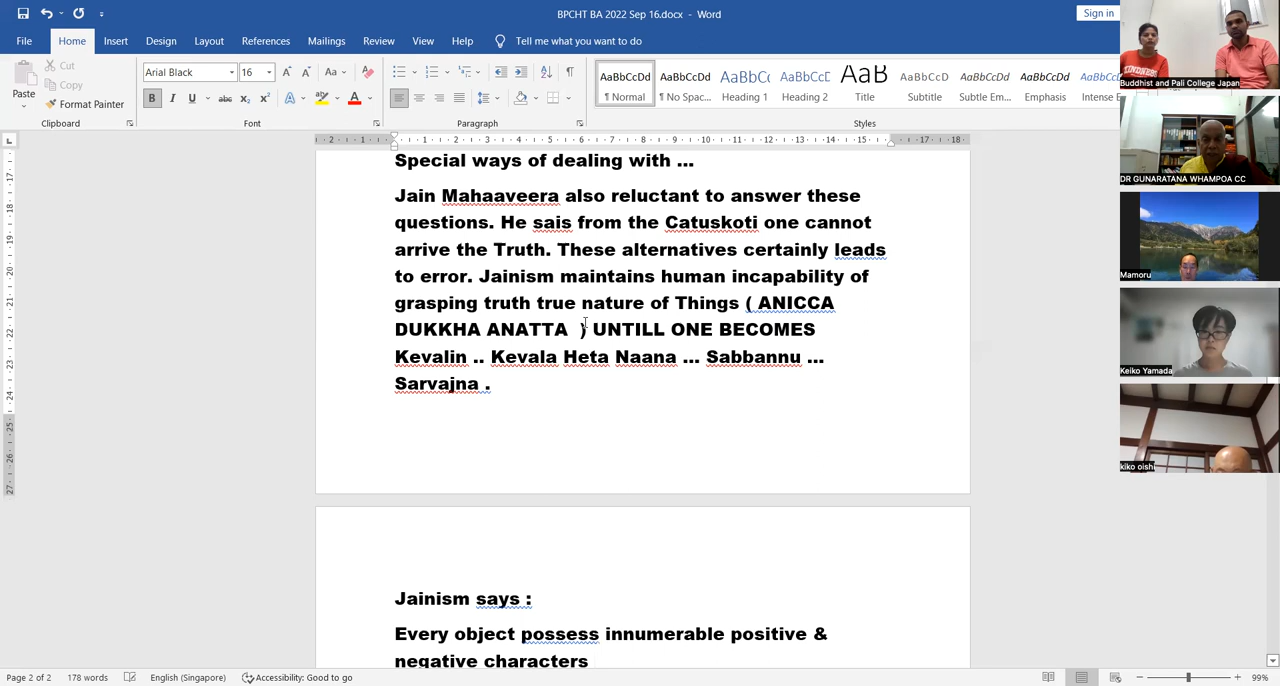 BPCHT BA 2022 Sep 16.docx - Word
Sign in
File Home Insert Design Layout References Mailings Review View Help Tell me what you want to do
Paste
Cut
Copy
Format Painter
Clipboard
Arial Black 16
Font
Paragraph
AaBbCcDd AaBbCcDd AaBbCc AaBbCcD AaB AaBbCcD AaBbCcDd AaBbCcDd
¶ Normal ¶ No Spac... Heading 1 Heading 2 Title Subtitle Subtle Em... Emphasis Intense E
Styles
Special ways of dealing with ...
Jain Mahaaveera also reluctant to answer these
questions. He sais from the Catuskoti one cannot
arrive the Truth. These alternatives certainly leads
to error. Jainism maintains human incapability of
grasping truth true nature of Things ( ANICCA
DUKKHA ANATTA ) UNTILL ONE BECOMES
Kevalin .. Kevala Heta Naana ... Sabbannu ...
Sarvajna .
Jainism says :
Every object possess innumerable positive &
negative characters
Page 2 of 2 178 words English (Singapore) Accessibility: Good to go 99%
KINDNESS
Buddhist and Pali College Japan
DR GUNARATANA WHAMPOA CC
Mamoru
Keiko Yamada
kiko oishi